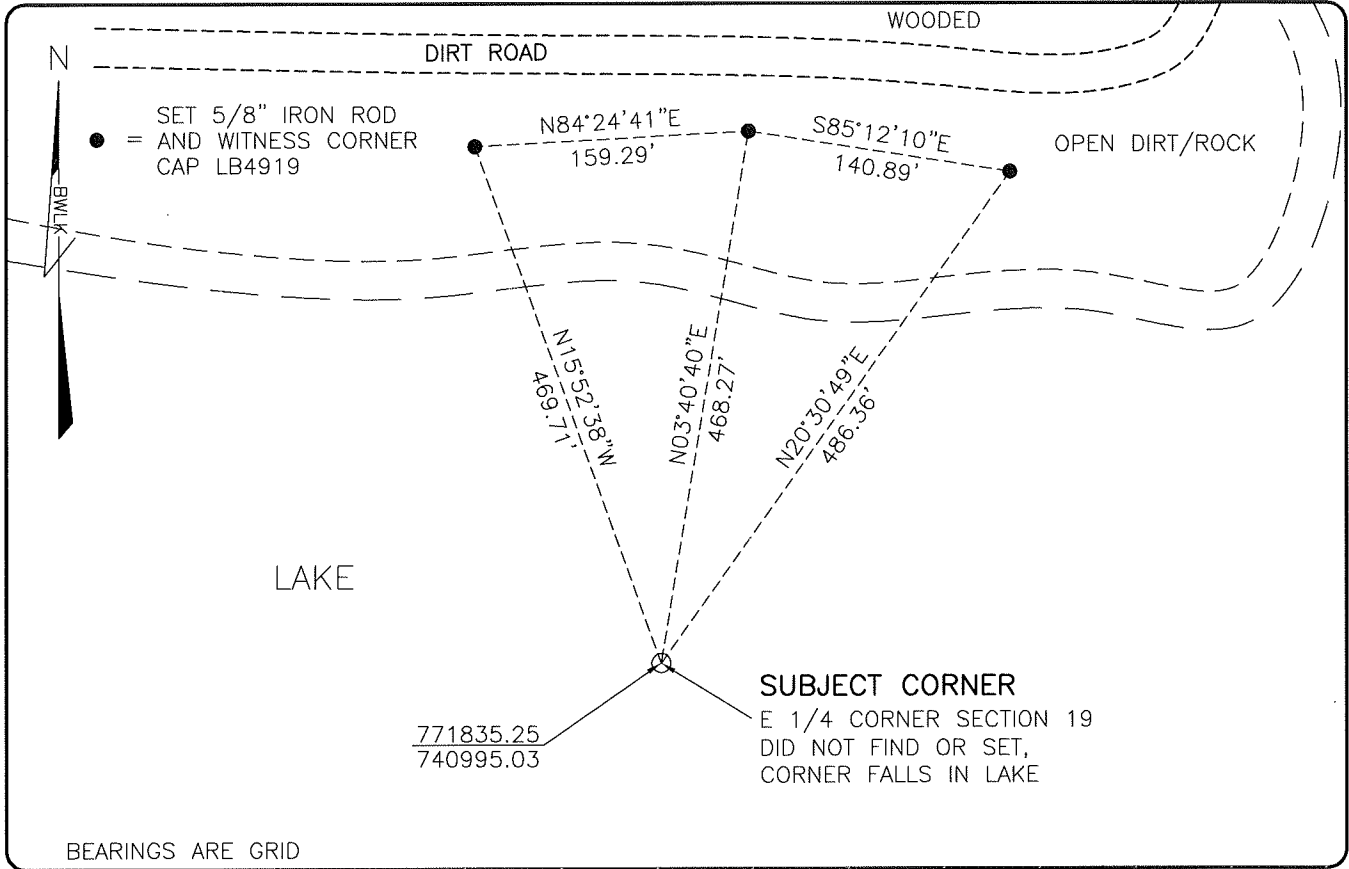 WOODED
DIRT ROAD
N
SET 5/8" IRON ROD
● = AND WITNESS CORNER
CAP LB4919
N84°24'41"E
159.29'
S85°12'10"E
140.89'
OPEN DIRT/ROCK
BWLK
N15°52'38"W
469.71'
N03°40'40"E
468.27'
N20°30'49"E
486.36'
LAKE
SUBJECT CORNER
E 1/4 CORNER SECTION 19
DID NOT FIND OR SET,
CORNER FALLS IN LAKE
771835.25
740995.03
BEARINGS ARE GRID